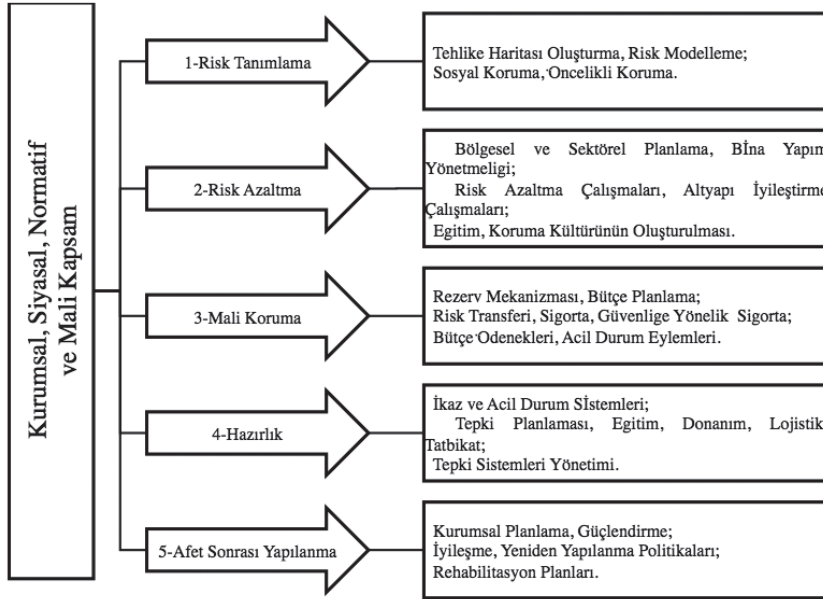 Kurumsal, Siyasal, Normatif
ve Mali Kapsam
1-Risk Tanımlama
Tehlike Haritası Oluşturma, Risk Modelleme;
Sosyal Koruma, Oncelikli Koruma.
2-Risk Azaltma
Bölgesel ve Sektörel Planlama, Bİna Yapım
Yönetmeligi;
Risk Azaltma Çalışmaları, Altyapı İyileştirme
Çalışmaları;
Egitim, Koruma Kültürünün Oluşturulması.
3-Mali Koruma
Rezerv Mekanizması, Bütçe Planlama;
Risk Transferi, Sigorta, Güvenlige Yönelik Sigorta;
Bütçe Odenekleri, Acil Durum Eylemleri.
4-Hazırlık
İkaz ve Acil Durum Sİstemleri;
Tepki Planlaması, Egitim, Donanım, Lojistik
Tatbikat;
Tepki Sistemleri Yönetimi.
5-Afet Sonrası Yapılanma
Kurumsal Planlama, Güçlendirme;
İyileşme, Yeniden Yapılanma Politikaları;
Rehabilitasyon Planları.